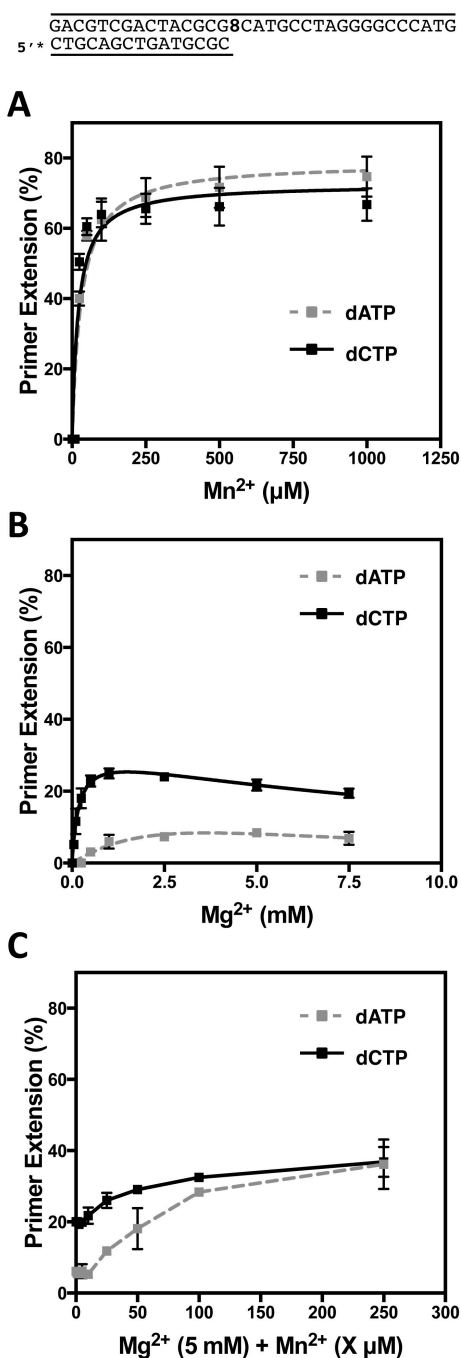 GACGTCGACTACGCG8CATGCCTAGGGGCCCATG
5'* CTGCAGCTGATGCGC
A
80
60
40
20
0
Primer Extension (%)
dATP
dCTP
0 250 500 750 1000 1250
Mn²⁺ (µM)
B
80
60
40
20
0
Primer Extension (%)
dATP
dCTP
0.0 2.5 5.0 7.5 10.0
Mg²⁺ (mM)
C
80
60
40
20
0
Primer Extension (%)
dATP
dCTP
0 50 100 150 200 250 300
Mg²⁺ (5 mM) + Mn²⁺ (X µM)